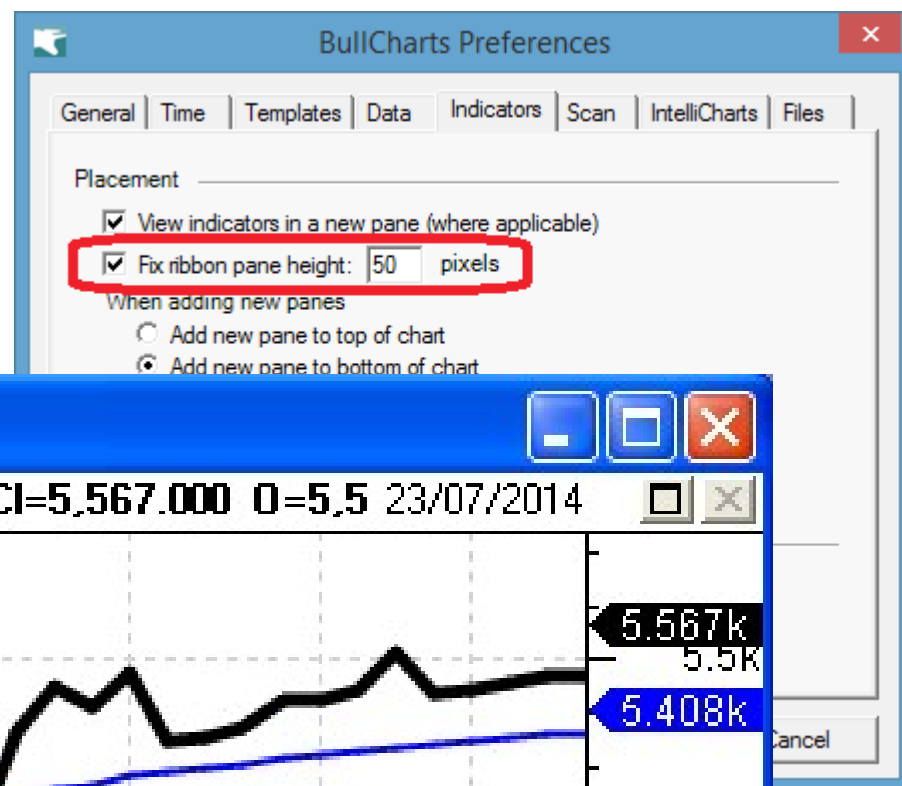 BullCharts Preferences
General Time Templates Data Indicators Scan IntelliCharts Files
Placement
View indicators in a new pane (where applicable)
Fix ribbon pane height: 50 pixels
When adding new panes
Add new pane to top of chart
Add new pane to bottom of chart
Cl=5,567.000 O=5,5 23/07/2014
5.567k
5.5k
5.408k
Cancel